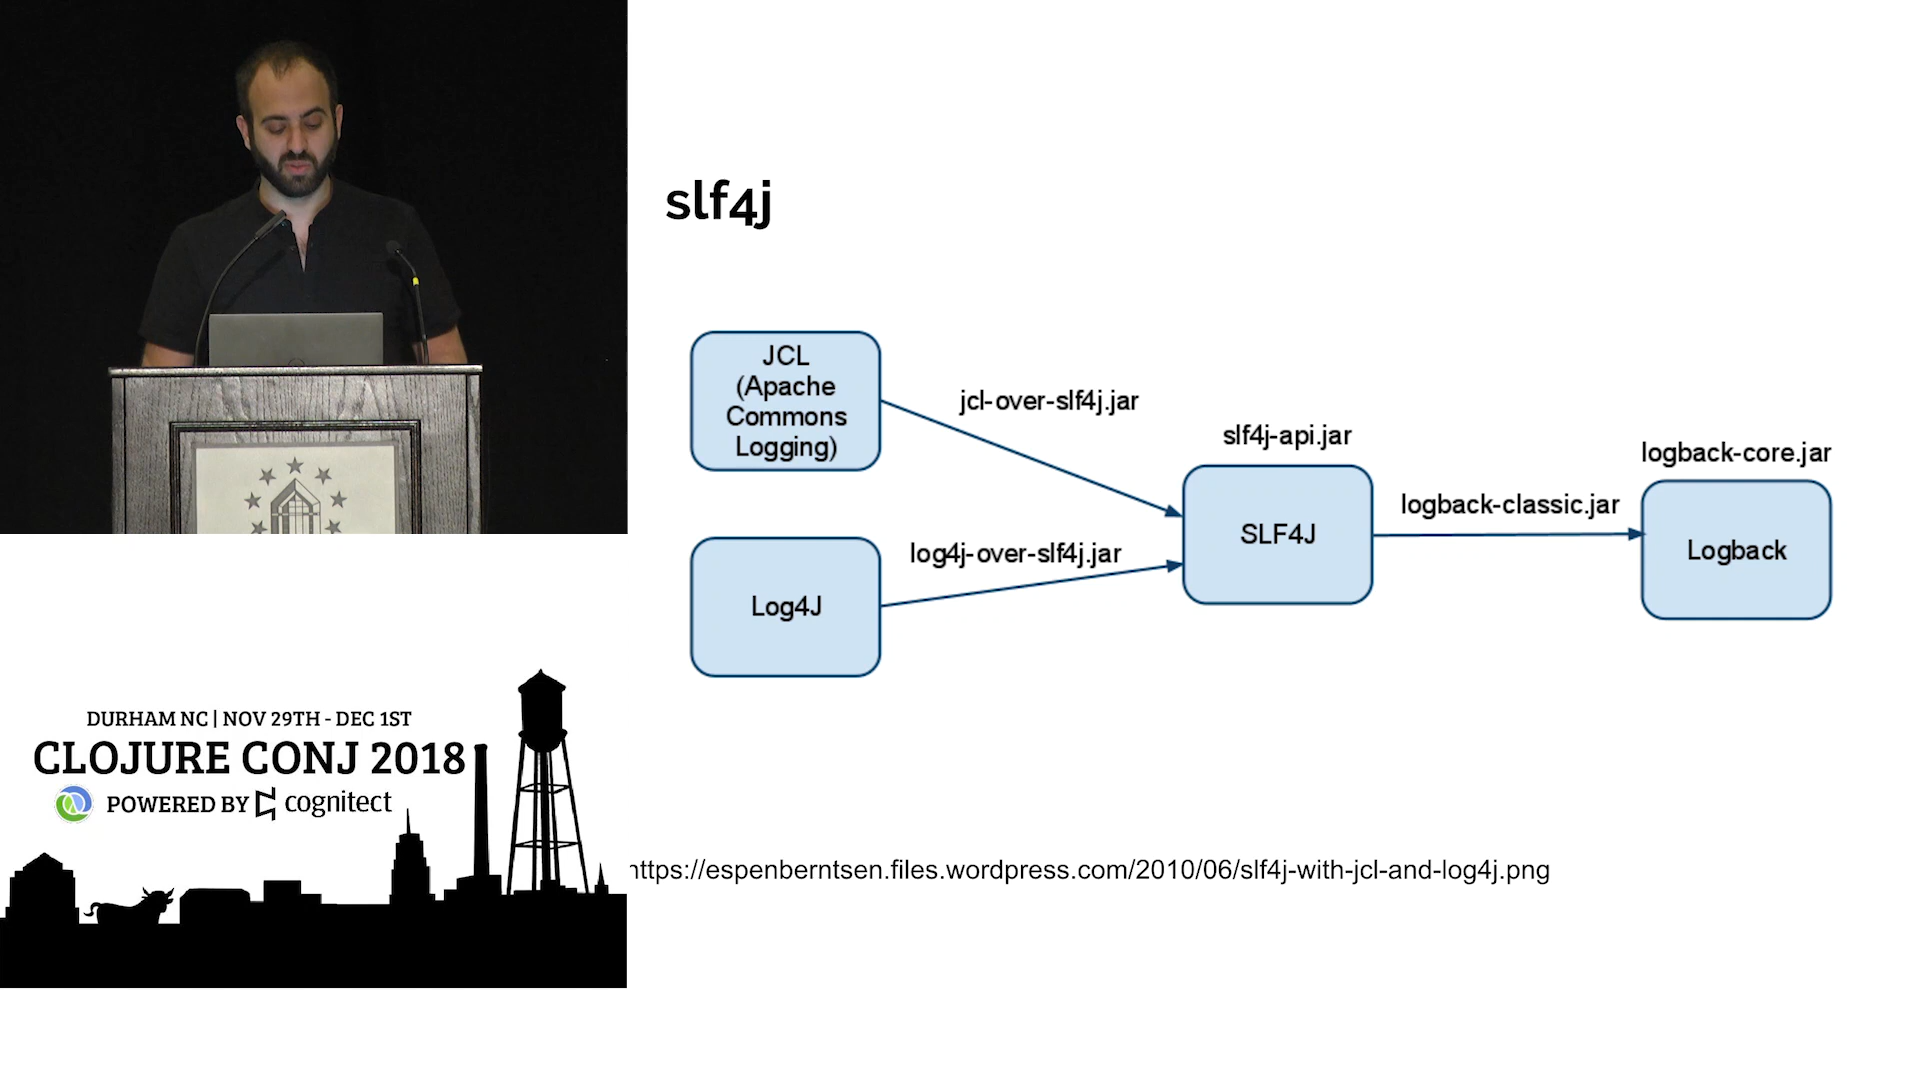 slf4j
JCL
(Apache
Commons
Logging)
jcl-over-slf4j.jar
slf4j-api.jar
logback-core.jar
logback-classic.jar
SLF4J
Logback
log4j-over-slf4j.jar
Log4J
DURHAM NC | NOV 29TH - DEC 1ST
CLOJURE CONJ 2018
POWERED BY cognitect
https://espenberntsen.files.wordpress.com/2010/06/slf4j-with-jcl-and-log4j.png